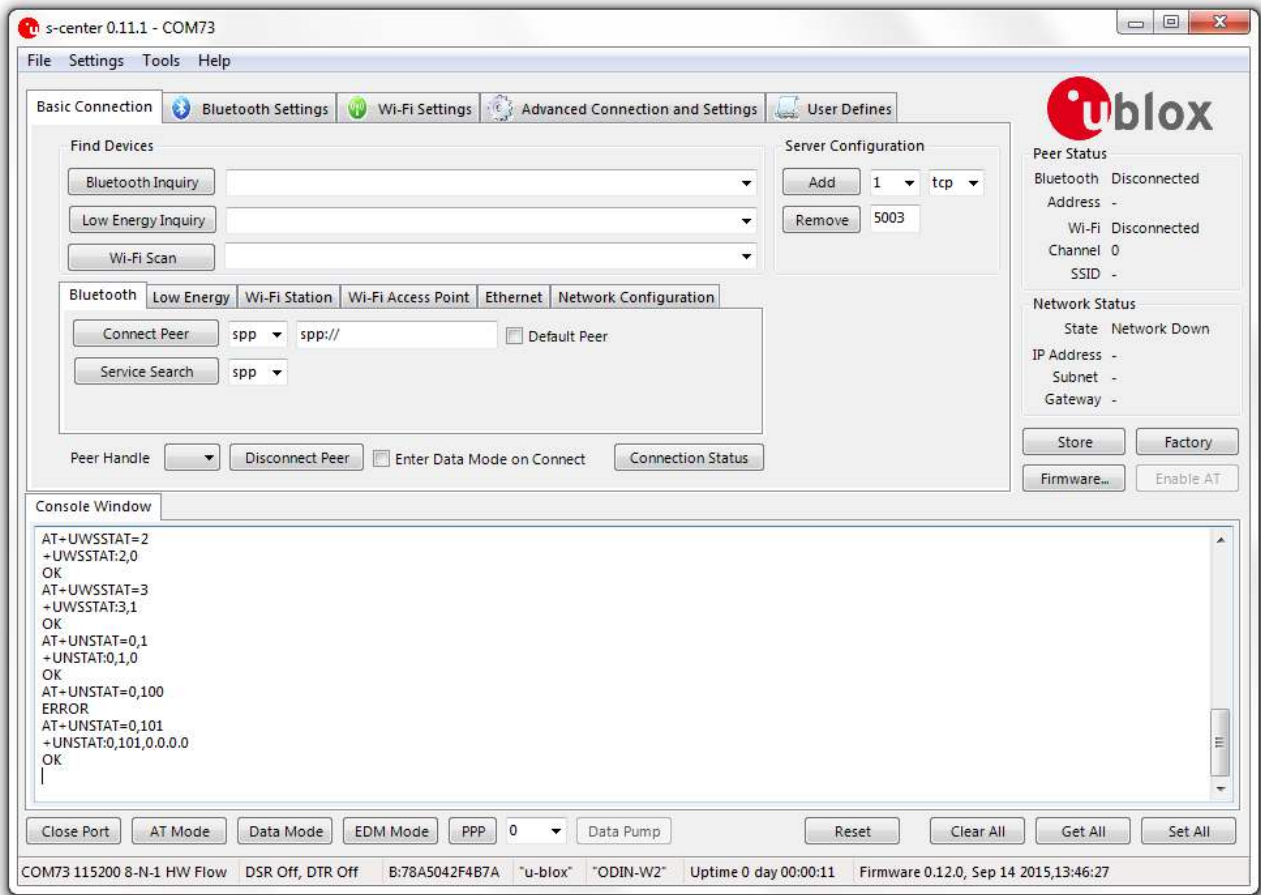 s-center 0.11.1 - COM73
File Settings Tools Help
Basic Connection Bluetooth Settings Wi-Fi Settings Advanced Connection and Settings User Defines
ublox
Find Devices
Bluetooth Inquiry
Low Energy Inquiry
Wi-Fi Scan
Server Configuration
Add 1 tcp
Remove 5003
Peer Status
Bluetooth Disconnected
Address -
Wi-Fi Disconnected
Channel 0
SSID -
Bluetooth Low Energy Wi-Fi Station Wi-Fi Access Point Ethernet Network Configuration
Connect Peer spp spp:// Default Peer
Service Search spp
Network Status
State Network Down
IP Address -
Subnet -
Gateway -
Peer Handle Disconnect Peer Enter Data Mode on Connect Connection Status
Store Factory
Firmware... Enable AT
Console Window
AT+UWSSTAT=2
+UWSSTAT:2,0
OK
AT+UWSSTAT=3
+UWSSTAT:3,1
OK
AT+UNSTAT=0,1
+UNSTAT:0,1,0
OK
AT+UNSTAT=0,100
ERROR
AT+UNSTAT=0,101
+UNSTAT:0,101,0.0.0.0
OK
Close Port AT Mode Data Mode EDM Mode PPP 0 Data Pump Reset Clear All Get All Set All
COM73 115200 8-N-1 HW Flow DSR Off, DTR Off B:78A5042F4B7A "u-blox" "ODIN-W2" Uptime 0 day 00:00:11 Firmware 0.12.0, Sep 14 2015,13:46:27